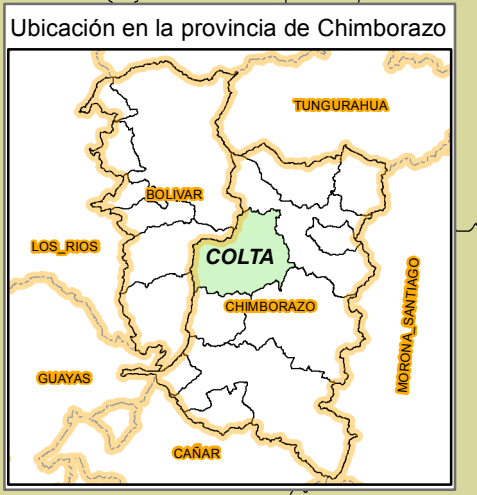 Ubicación en la provincia de Chimborazo
TUNGURAHUA
BOLIVAR
LOS_RIOS
COLTA
CHIMBORAZO
MORONA_SANTIAGO
GUAYAS
CAÑAR